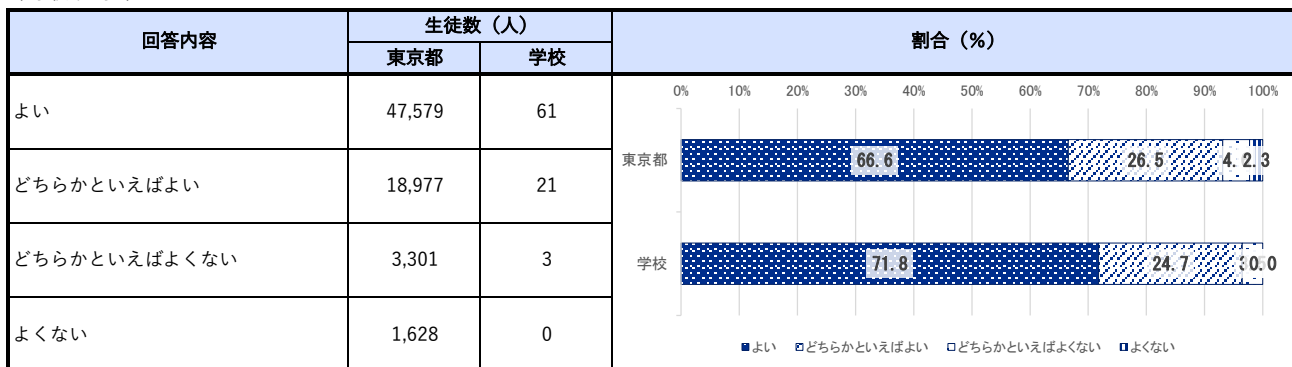 回答内容
生徒数（人）
割合（%）
東京都 学校
よい 47,579 61
どちらかといえばよい 18,977 21
どちらかといえばよくない 3,301 3
よくない 1,628 0
0% 10% 20% 30% 40% 50% 60% 70% 80% 90% 100%
東京都 66.6 26.5 4. 2.3
学校 71.8 24.7 0.0
よい どちらかといえばよい どちらかといえばよくない よくない